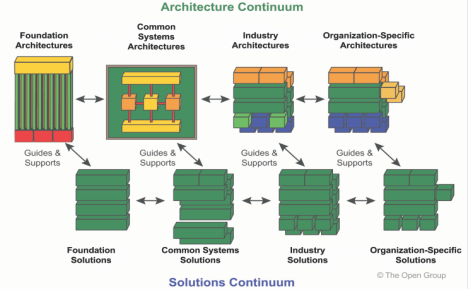 Architecture Continuum
Foundation
Architectures
Common
Systems
Architectures
Industry
Architectures
Organization-Specific
Architectures
Guides &
Supports
Guides &
Supports
Guides &
Supports
Guides &
Supports
Foundation
Solutions
Common Systems
Solutions
Industry
Solutions
Organization-Specific
Solutions
© The Open Group
Solutions Continuum